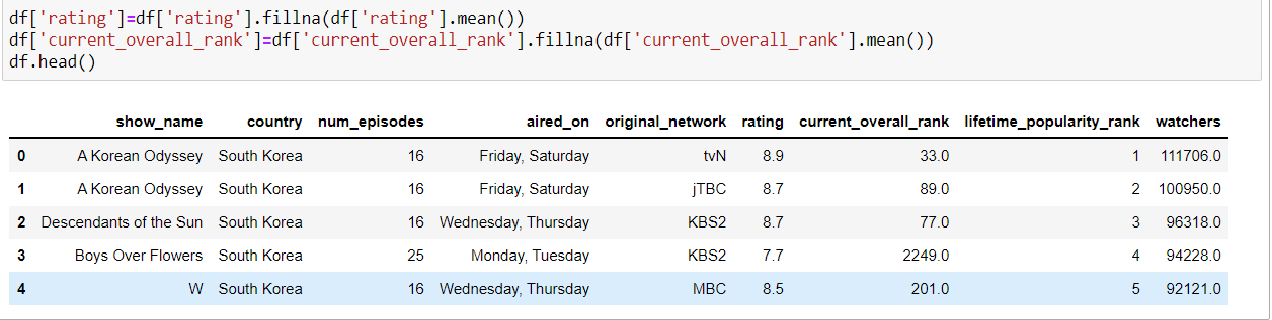 df['rating']=df['rating'].fillna(df['rating'].mean())
df['current_overall_rank']=df['current_overall_rank'].fillna(df['current_overall_rank'].mean())
df.head()
show_name country num_episodes aired_on original_network rating current_overall_rank lifetime_popularity_rank watchers
0 A Korean Odyssey South Korea 16 Friday, Saturday tvN 8.9 33.0 1 111706.0
1 A Korean Odyssey South Korea 16 Friday, Saturday jTBC 8.7 89.0 2 100950.0
2 Descendants of the Sun South Korea 16 Wednesday, Thursday KBS2 8.7 77.0 3 96318.0
3 Boys Over Flowers South Korea 25 Monday, Tuesday KBS2 7.7 2249.0 4 94228.0
4 W South Korea 16 Wednesday, Thursday MBC 8.5 201.0 5 92121.0